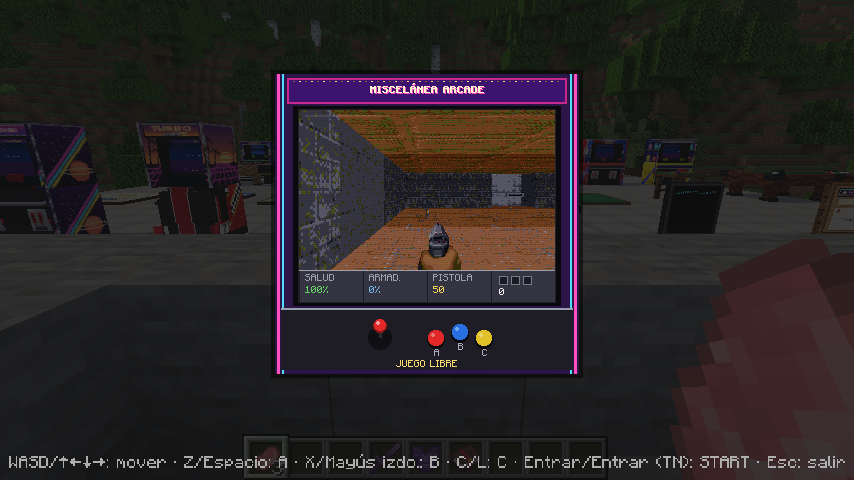 MISCELÁNEA ARCADE
TURBO
SALUD ARMAD. PISTOLA
100% 0% 50 0
A B C
JUEGO LIBRE
WASD/↑←↓→: mover · Z/Espacio: A · X/Mayús izdo.: B · C/L: C · Entrar/Entrar (TN): START · Esc: salir